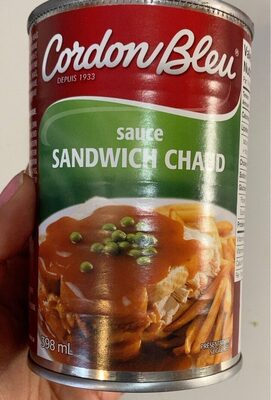 Cordon Bleu
DEPUIS 1933
sauce
SANDWICH CHAUD
398 mL